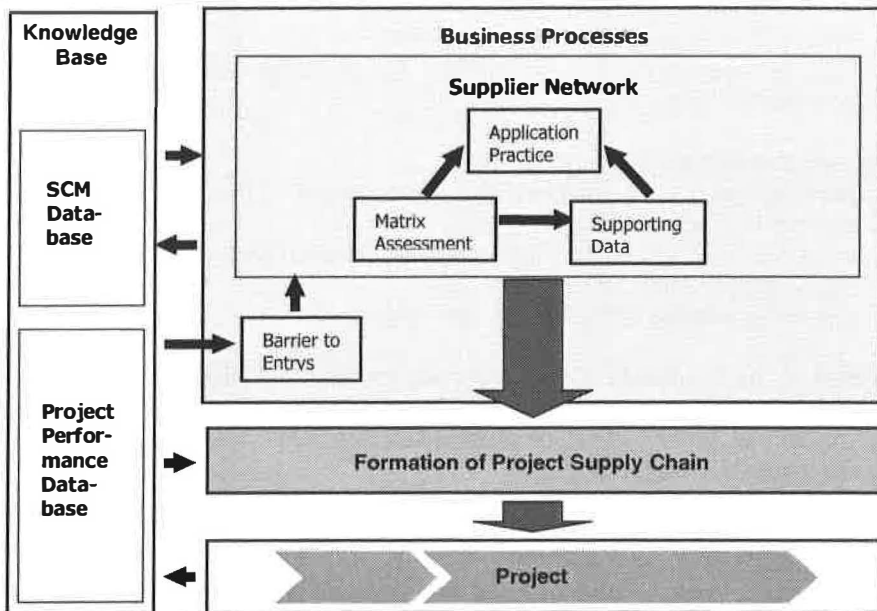 Knowledge
Base
SCM
Data-
base
Project
Perfor-
mance
Data-
base
Business Processes
Supplier Network
Application
Practice
Matrix
Assessment
Supporting
Data
Barrier to
Entrys
Formation of Project Supply Chain
Project